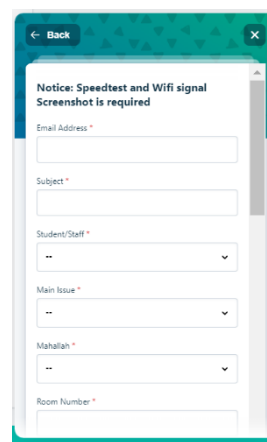 ← Back
Notice: Speedtest and Wifi signal
Screenshot is required
Email Address *
Subject *
Student/Staff *
--
Main Issue *
--
Mahallah *
--
Room Number *